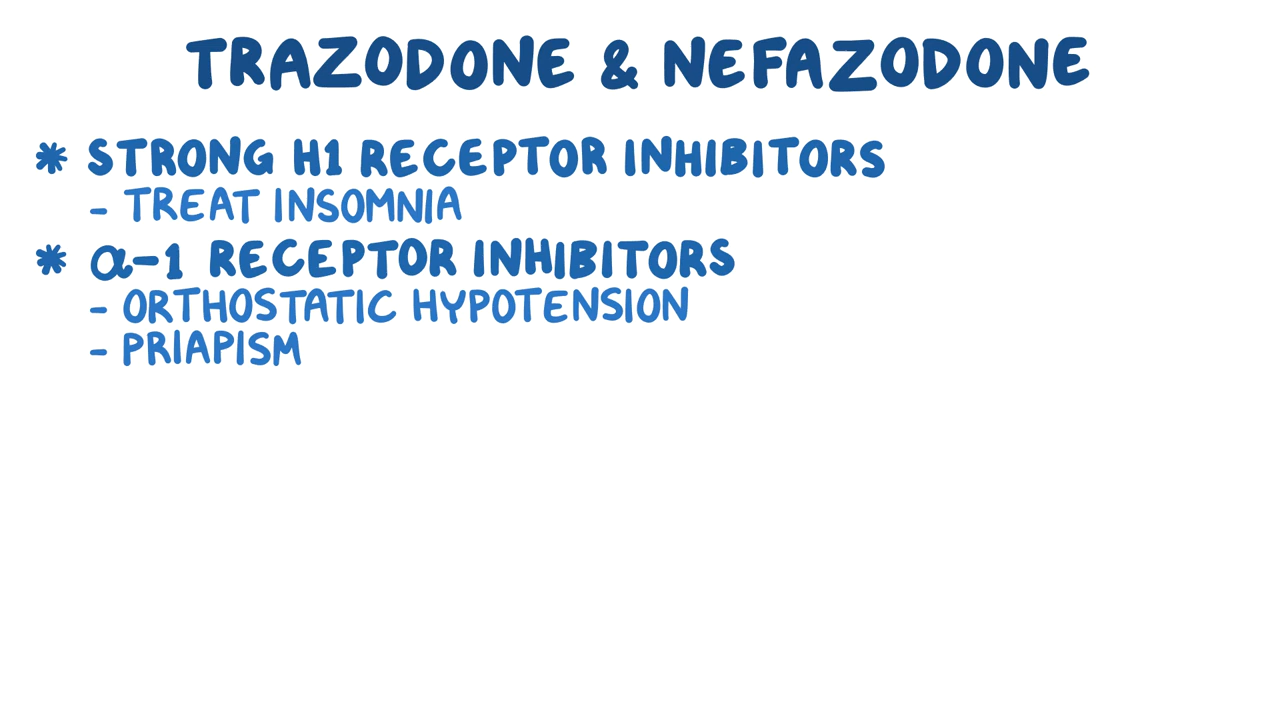 TRAZODONE & NEFAZODONE
* STRONG H1 RECEPTOR INHIBITORS
- TREAT INSOMNIA
* α-1 RECEPTOR INHIBITORS
- ORTHOSTATIC HYPOTENSION
- PRIAPISM